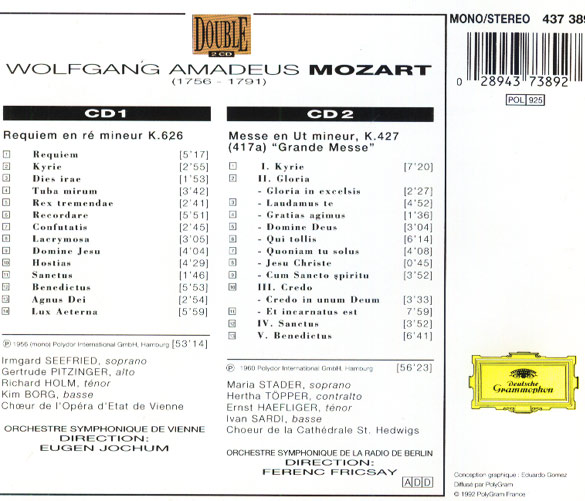 DOUBLE
2 CD
MONO/STEREO 437 389
WOLFGANG AMADEUS MOZART
(1756 - 1791)
0 28943 73892
POL 925
CD1
Requiem en ré mineur K.626
1 Requiem [5'17]
2 Kyrie [2'55]
3 Dies irae [1'53]
4 Tuba mirum [3'42]
5 Rex tremendae [2'41]
6 Recordare [5'51]
7 Confutatis [2'45]
8 Lacrymosa [3'05]
9 Domine Jesu [4'04]
10 Hostias [4'29]
11 Sanctus [1'46]
12 Benedictus [5'53]
13 Agnus Dei [2'54]
14 Lux Aeterna [5'59]
℗ 1956 (mono) Polydor International GmbH, Hamburg [53'14]
Irmgard SEEFRIED, soprano
Gertrude PITZINGER, alto
Richard HOLM, ténor
Kim BORG, basse
Chœur de l'Opéra d'Etat de Vienne
ORCHESTRE SYMPHONIQUE DE VIENNE
DIRECTION:
EUGEN JOCHUM
CD2
Messe en Ut mineur, K.427
(417a) "Grande Messe"
1 I. Kyrie [7'20]
2 II. Gloria
- Gloria in excelsis [2'27]
3 - Laudamus te [4'52]
4 - Gratias agimus [1'36]
5 - Domine Deus [3'04]
6 - Qui tollis [6'14]
7 - Quoniam tu solus [4'08]
8 - Jesu Christe [0'45]
9 - Cum Sancto spiritu [3'52]
10 III. Credo
- Credo in unum Deum [3'33]
11 - Et incarnatus est 7'59]
12 IV. Sanctus [3'52]
13 V. Benedictus [6'41]
℗ 1960 Polydor International GmbH, Hamburg [56'23]
Maria STADER, soprano
Hertha TÖPPER, contralto
Ernst HAEFLIGER, ténor
Ivan SARDI, basse
Choeur de la Cathédrale St. Hedwigs
ORCHESTRE SYMPHONIQUE DE LA RADIO DE BERLIN
DIRECTION:
FERENC FRICSAY
ADD
Deutsche
Grammophon
Conception graphique : Eduardo Gomez
Diffusé par PolyGram
© 1992 PolyGram France